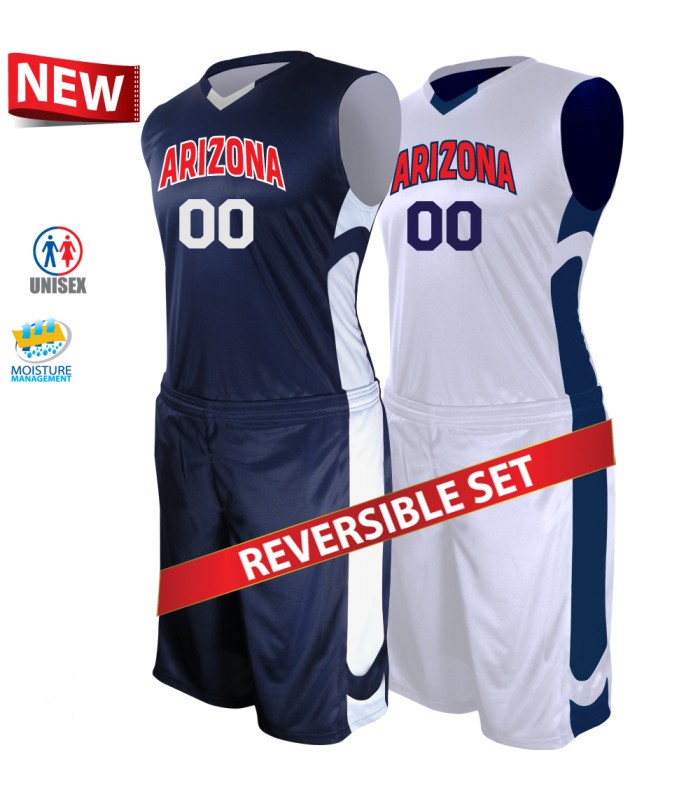 NEW
ARIZONA
00
ARIZONA
00
UNISEX
MOISTURE
MANAGEMENT
REVERSIBLE SET